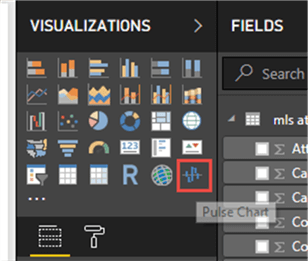 VISUALIZATIONS
FIELDS
Search
mls at
Att
Ca
Ca
Co
Co
123
R
Pulse Chart